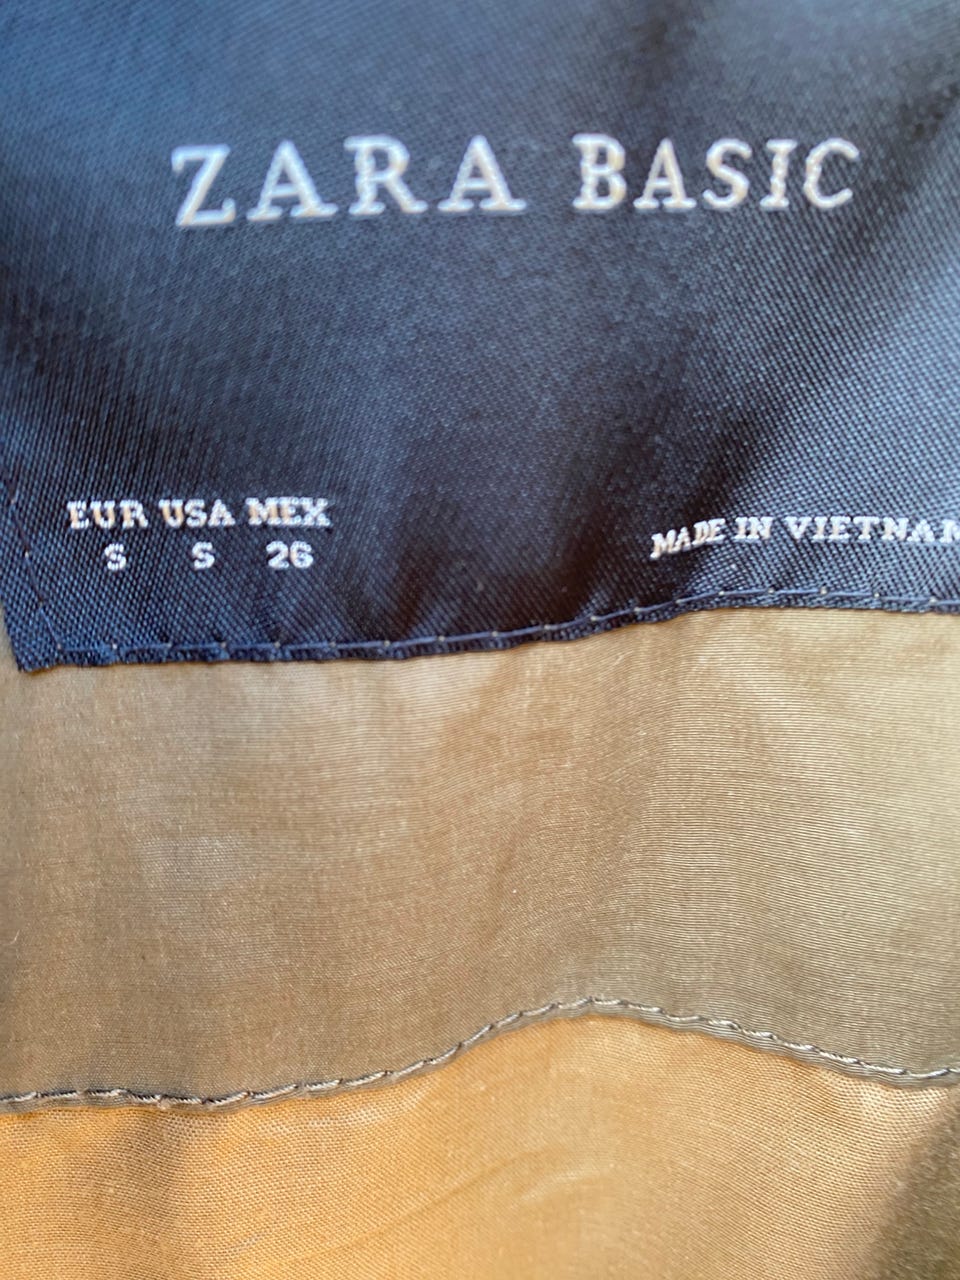 ZARA BASIC
EUR USA MEX
S S 26
MADE IN VIETNAM